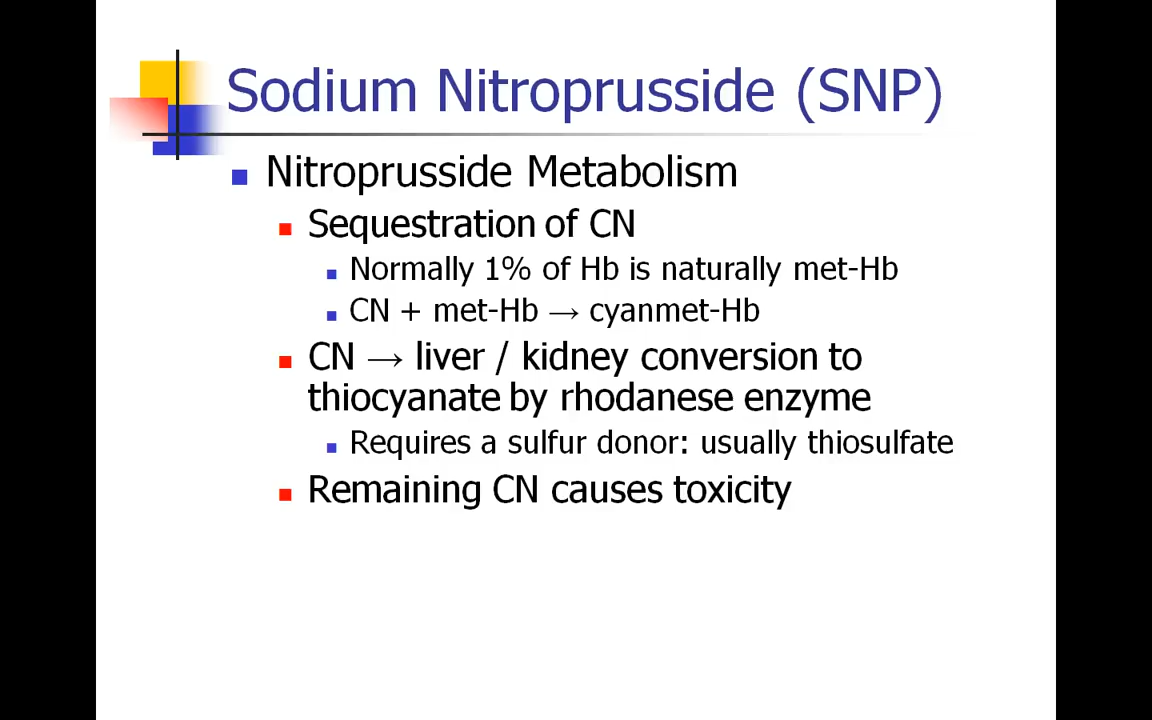 Sodium Nitroprusside (SNP)
Nitroprusside Metabolism
Sequestration of CN
Normally 1% of Hb is naturally met-Hb
CN + met-Hb → cyanmet-Hb
CN → liver / kidney conversion to
thiocyanate by rhodanese enzyme
Requires a sulfur donor: usually thiosulfate
Remaining CN causes toxicity